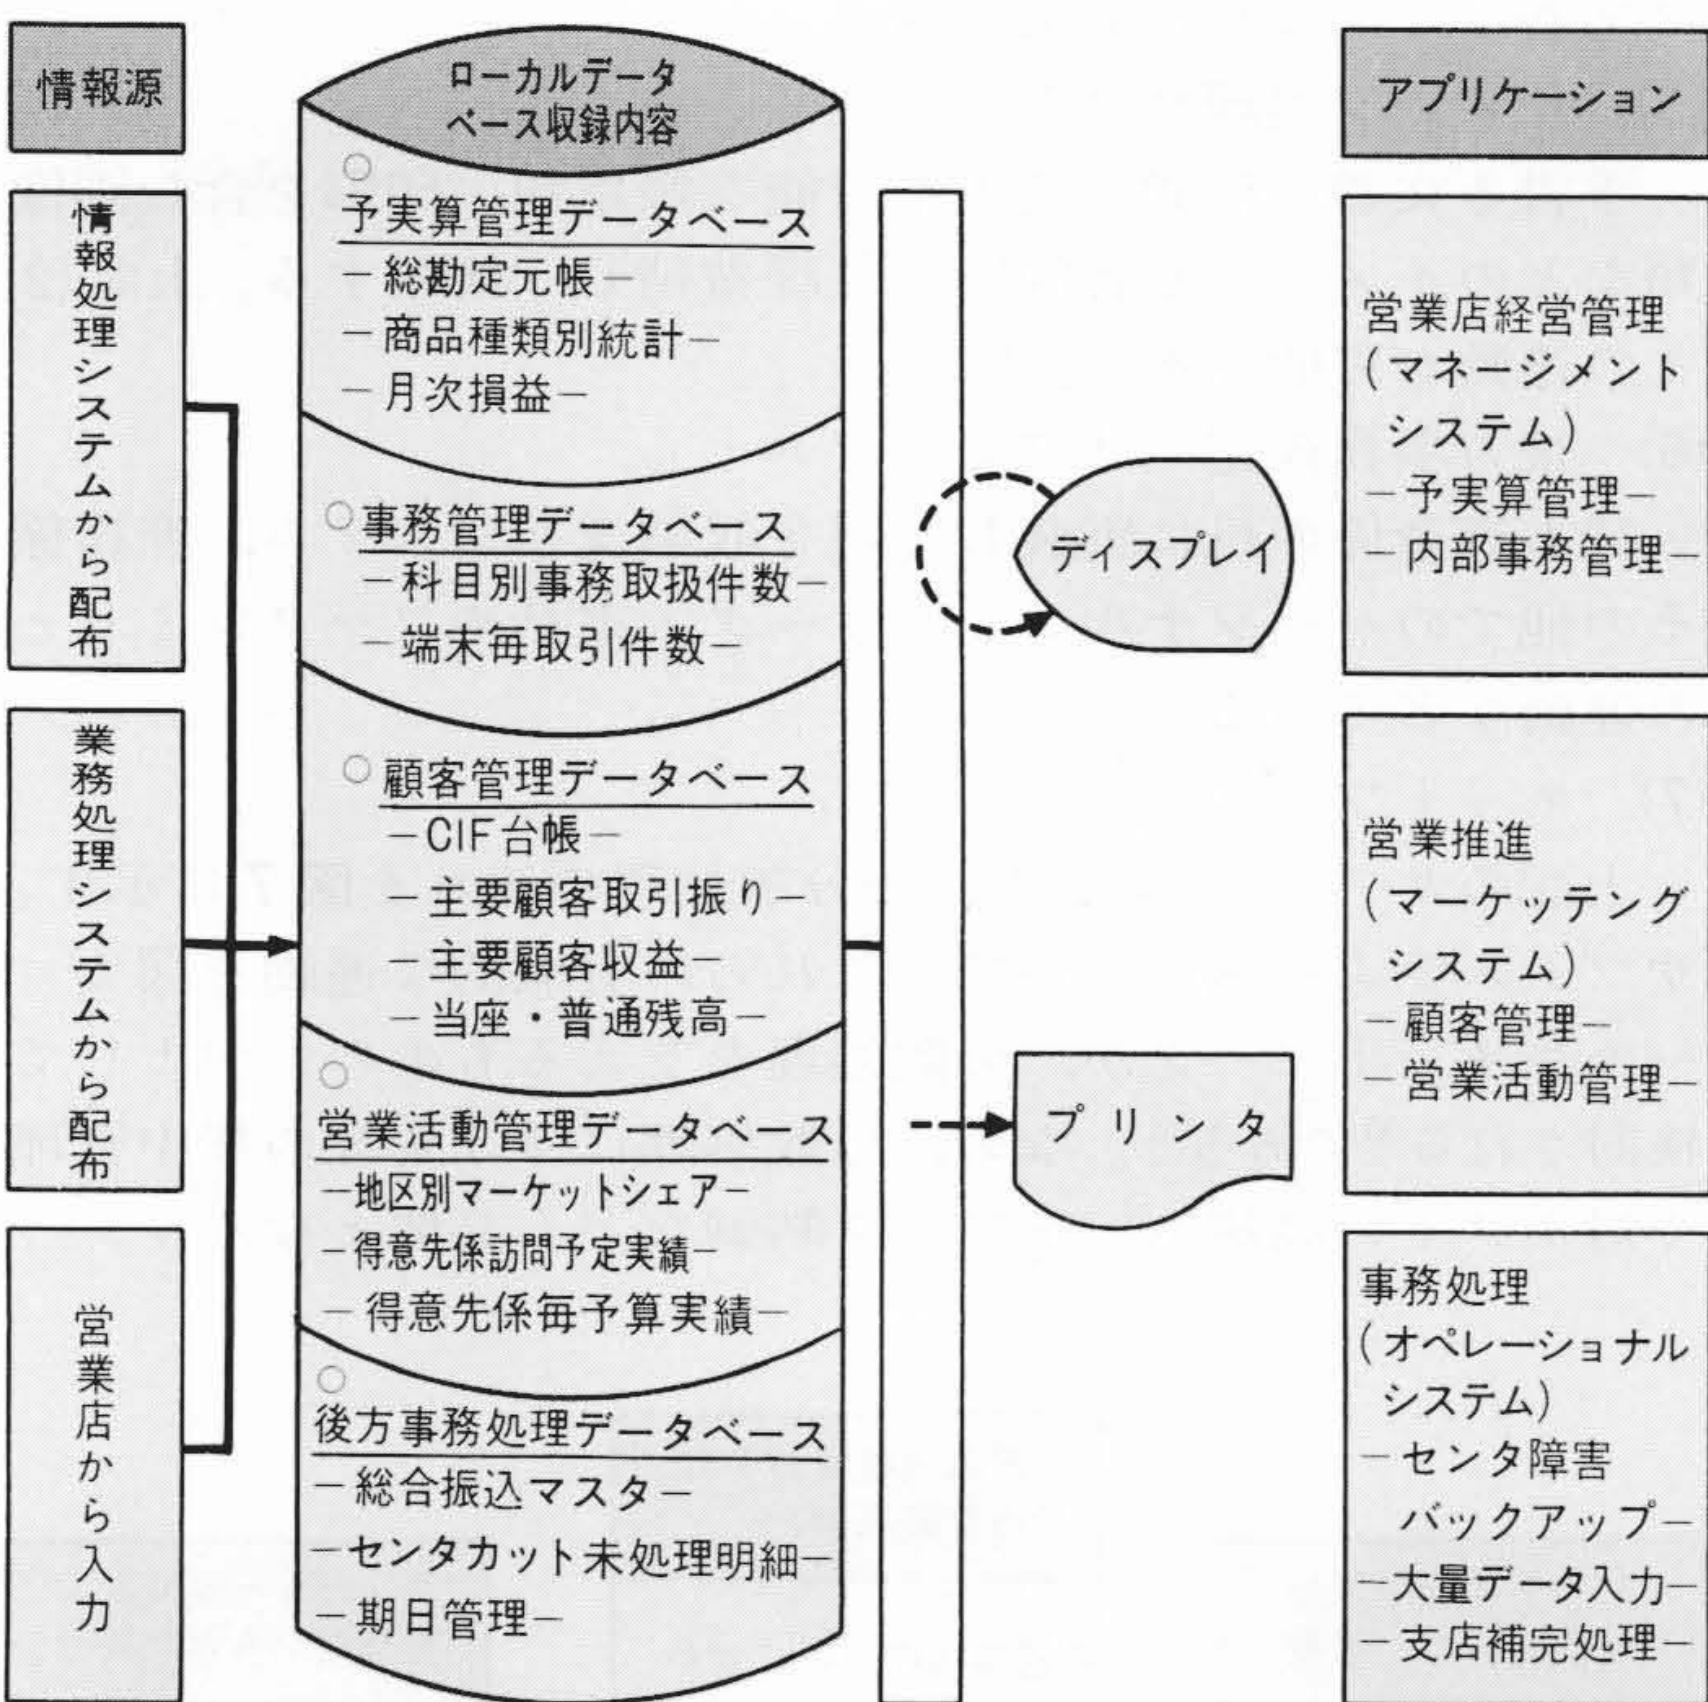 情報源
情報処理システムから配布
業務処理システムから配布
営業店から入力
ローカルデータ
ベース収録内容
○
予実算管理データベース
－総勘定元帳－
－商品種類別統計－
－月次損益－
○事務管理データベース
－科目別事務取扱件数－
－端末毎取引件数－
○顧客管理データベース
－CIF台帳－
－主要顧客取引振り－
－主要顧客収益－
－当座・普通残高－
○
営業活動管理データベース
－地区別マーケットシェア－
－得意先係訪問予定実績－
－得意先係毎予算実績－
○
後方事務処理データベース
－総合振込マスター
－センタカット未処理明細－
－期日管理－
ディスプレイ
プリンタ
アプリケーション
営業店経営管理
(マネージメント
システム)
－予実算管理－
－内部事務管理－
営業推進
(マーケッテング
システム)
－顧客管理－
－営業活動管理－
事務処理
(オペレーショナル
システム)
－センタ障害
バックアップ－
－大量データ入力－
－支店補完処理－